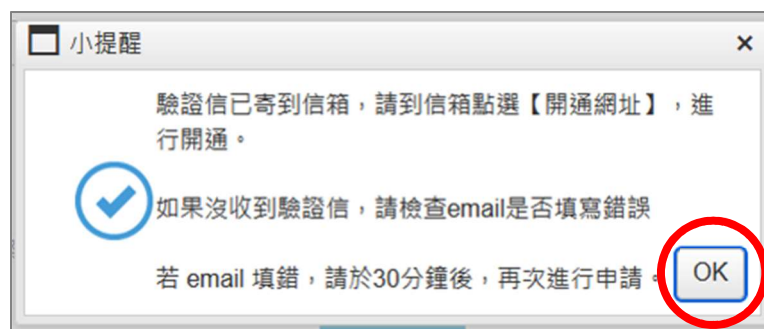 小提醒
驗證信已寄到信箱，請到信箱點選【開通網址】，進
行開通。
如果沒收到驗證信，請檢查email是否填寫錯誤
若 email 填錯，請於30分鐘後，再次進行申請。
OK